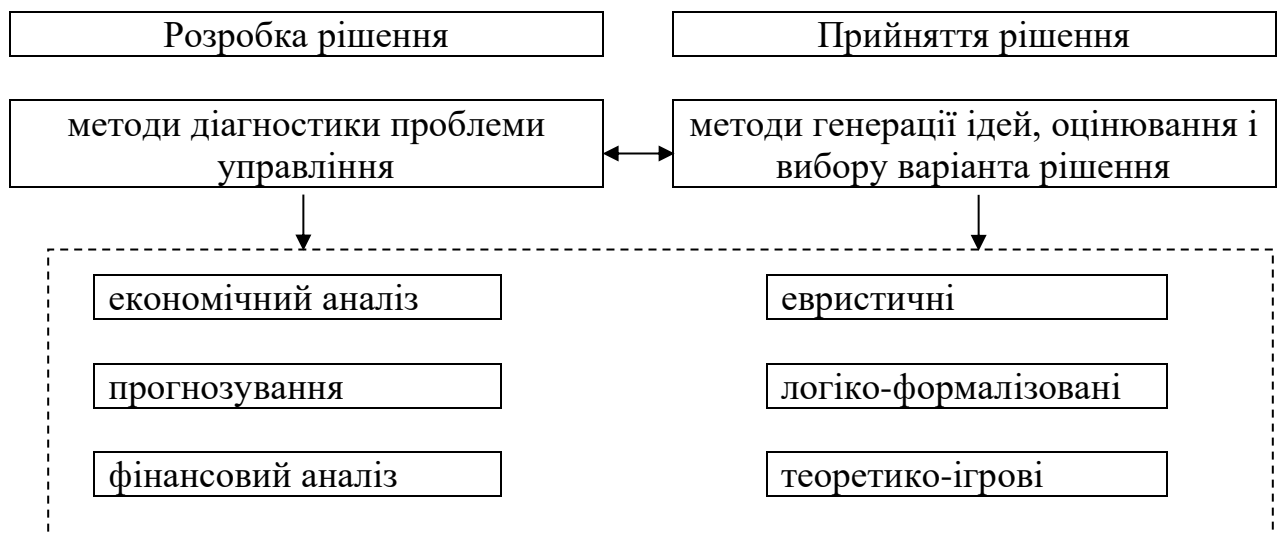 Розробка рішення
Прийняття рішення
методи діагностики проблеми
управління
методи генерації ідей, оцінювання і
вибору варіанта рішення
економічний аналіз
евристичні
прогнозування
логіко-формалізовані
фінансовий аналіз
теоретико-ігрові